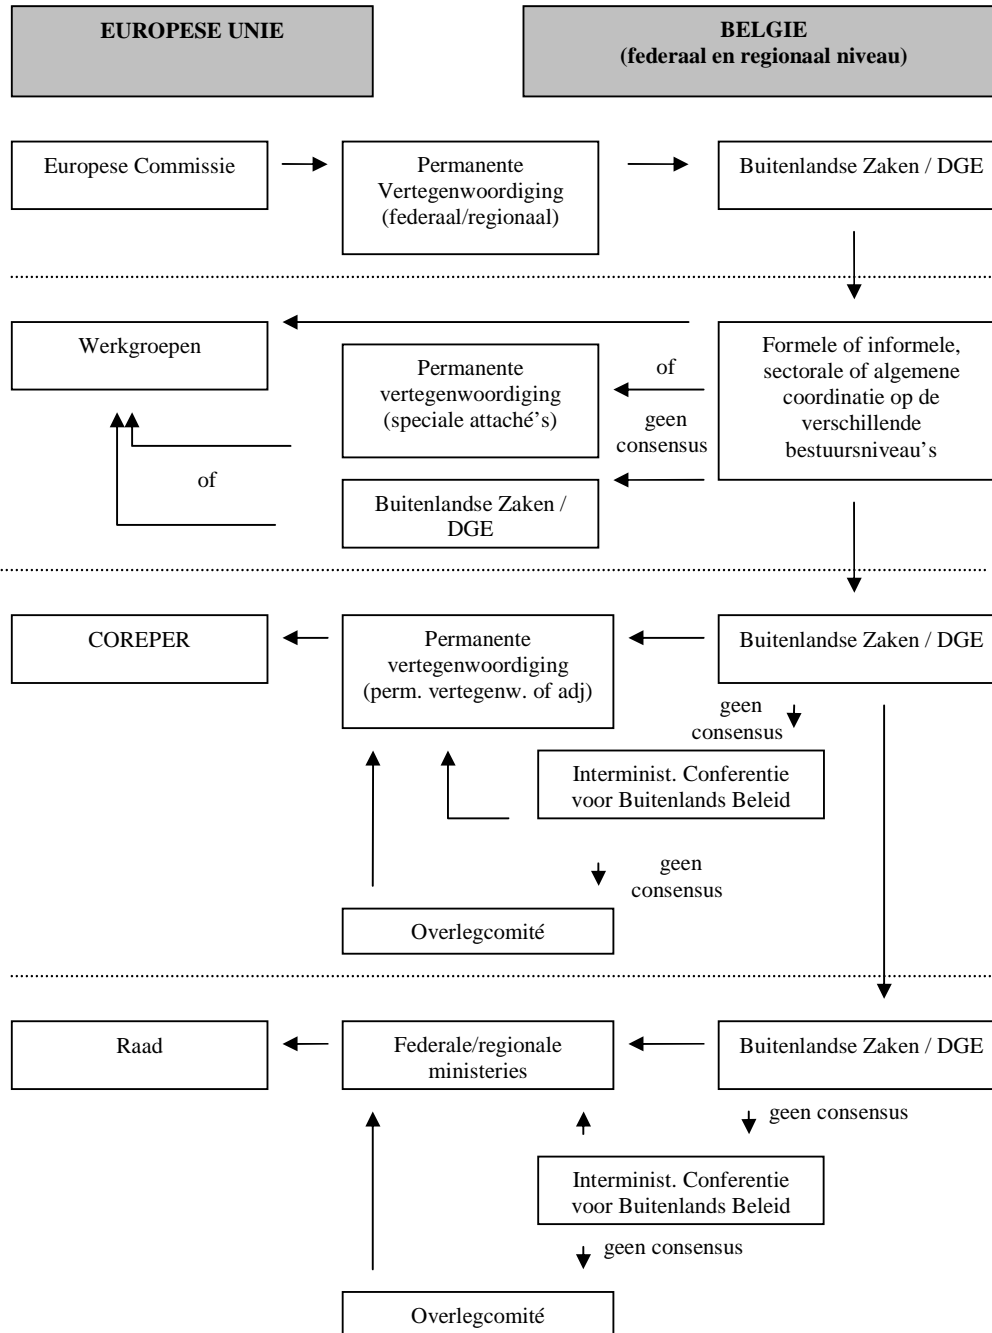 EUROPESE UNIE
BELGIE
(federaal en regionaal niveau)
Europese Commissie
Permanente
Vertegenwoordiging
(federaal/regionaal)
Buitenlandse Zaken / DGE
Werkgroepen
Permanente
vertegenwoordiging
(speciale attaché's)
of
geen
consensus
Formele of informele,
sectorale of algemene
coordinatie op de
verschillende
bestuursniveau's
of
Buitenlandse Zaken /
DGE
COREPER
Permanente
vertegenwoordiging
(perm. vertegenw. of adj)
Buitenlandse Zaken / DGE
geen
consensus
Interminist. Conferentie
voor Buitenlands Beleid
geen
consensus
Overlegcomité
Raad
Federale/regionale
ministeries
Buitenlandse Zaken / DGE
geen consensus
Interminist. Conferentie
voor Buitenlands Beleid
geen consensus
Overlegcomité